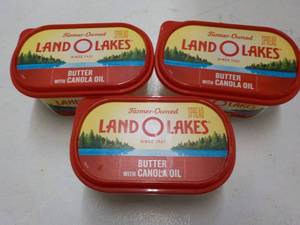 Farmer-Owned
LAND O LAKES
SINCE 1921
BUTTER
WITH CANOLA OIL
Farmer-Owned
LAND O LAKES
SINCE 1921
BUTTER
WITH CANOLA OIL
Farmer-Owned
LAND O LAKES
SINCE 1921
BUTTER
WITH CANOLA OIL